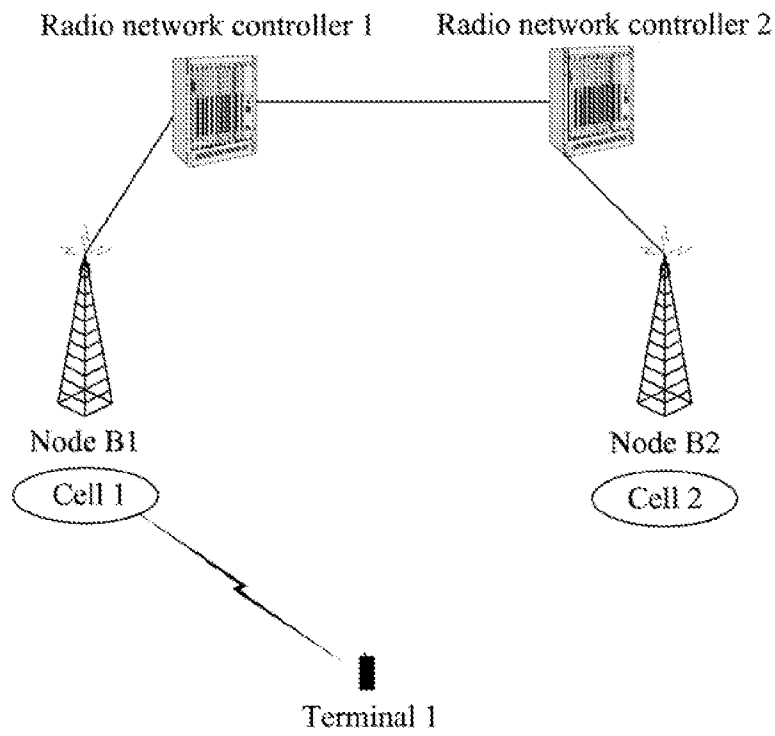 Radio network controller 1
Radio network controller 2
Node B1
Node B2
Cell 1
Cell 2
Terminal 1